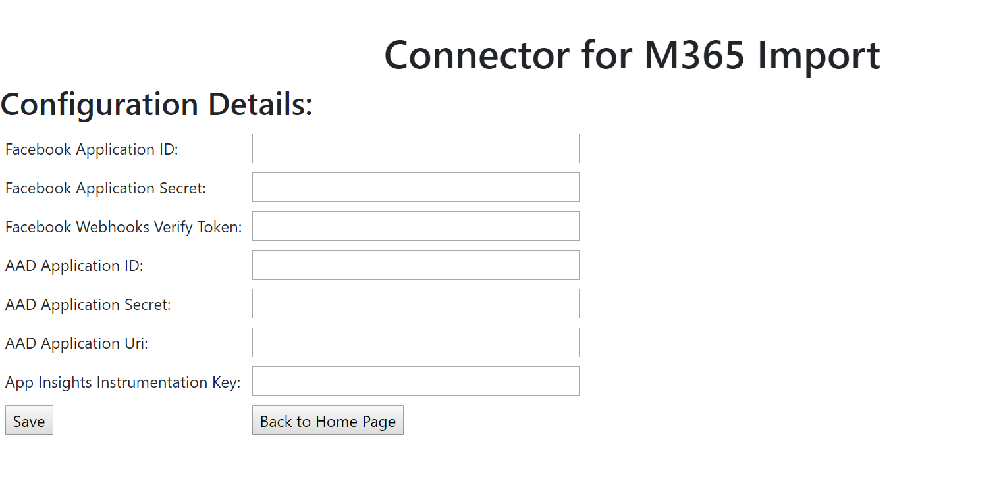 Connector for M365 Import
Configuration Details:
Facebook Application ID:
Facebook Application Secret:
Facebook Webhooks Verify Token:
AAD Application ID:
AAD Application Secret:
AAD Application Uri:
App Insights Instrumentation Key:
Save Back to Home Page